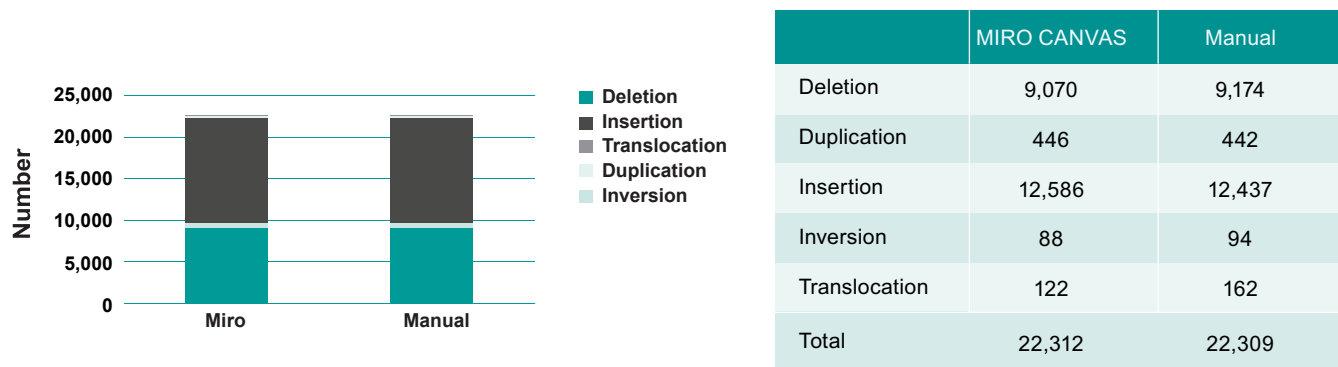 25,000
20,000
15,000
10,000
5,000
0
Number
Miro Manual
Deletion
Insertion
Translocation
Duplication
Inversion
MIRO CANVAS Manual
Deletion 9,070 9,174
Duplication 446 442
Insertion 12,586 12,437
Inversion 88 94
Translocation 122 162
Total 22,312 22,309